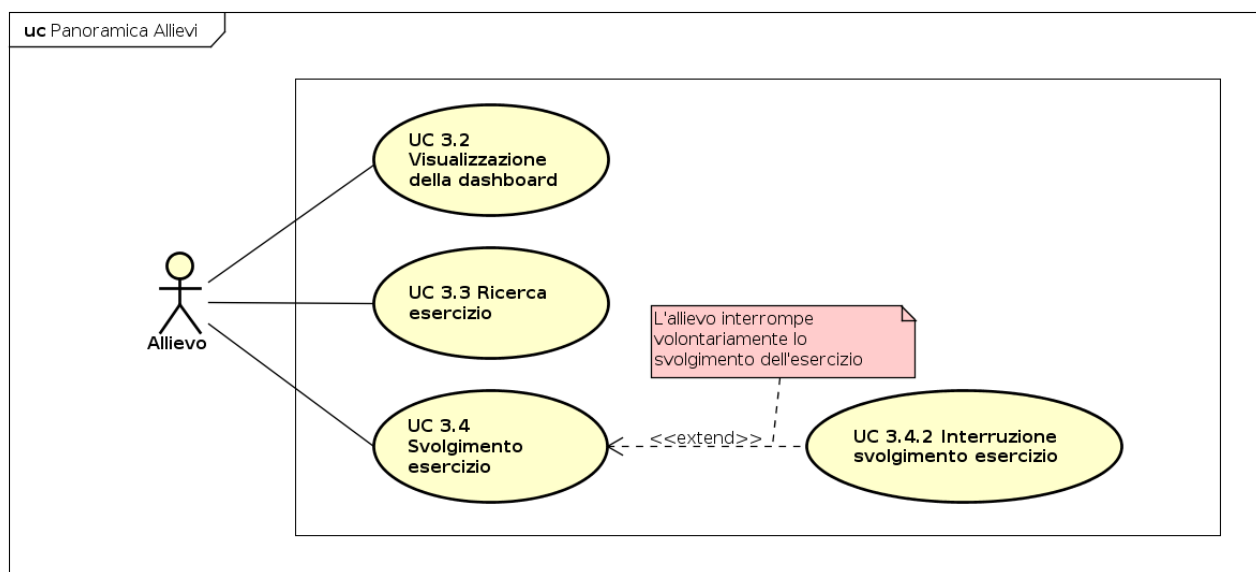 uc Panoramica Allievi
UC 3.2
Visualizzazione
della dashboard
UC 3.3 Ricerca
esercizio
Allievo
L'allievo interrompe
volontariamente lo
svolgimento dell'esercizio
UC 3.4
Svolgimento
esercizio
<<extend>>
UC 3.4.2 Interruzione
svolgimento esercizio